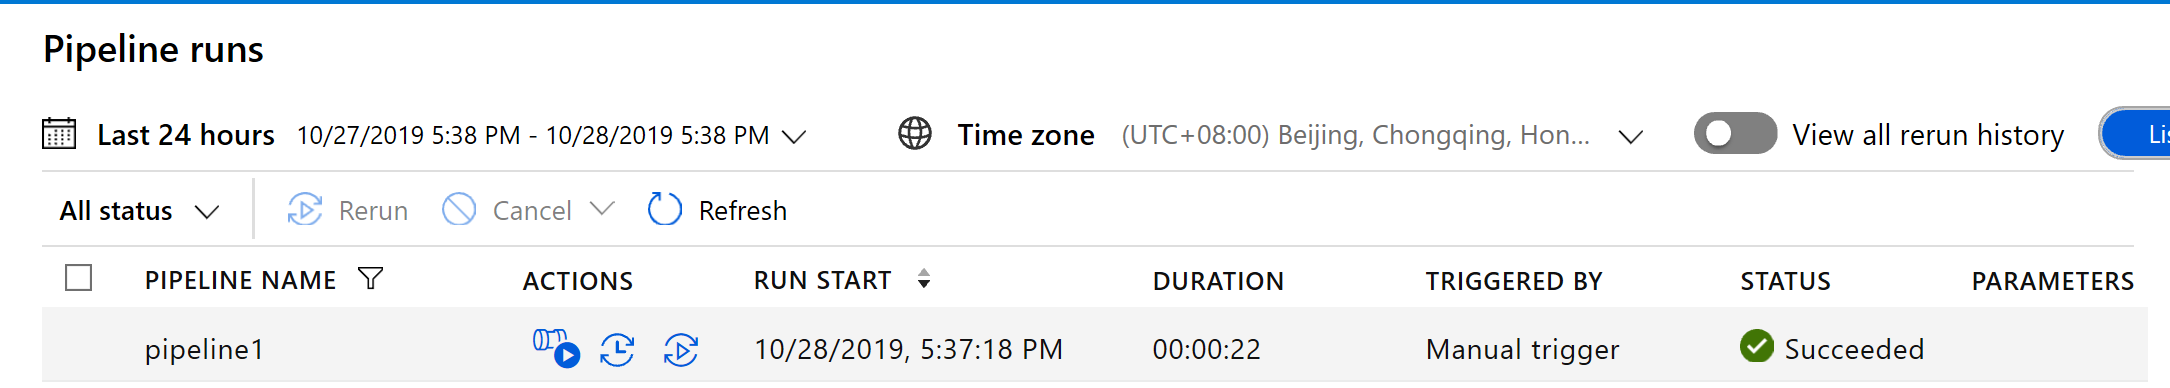 Pipeline runs
Last 24 hours 10/27/2019 5:38 PM - 10/28/2019 5:38 PM Time zone (UTC+08:00) Beijing, Chongqing, Hon... View all rerun history
All status Rerun Cancel Refresh
PIPELINE NAME ACTIONS RUN START DURATION TRIGGERED BY STATUS PARAMETERS
pipeline1 10/28/2019, 5:37:18 PM 00:00:22 Manual trigger Succeeded